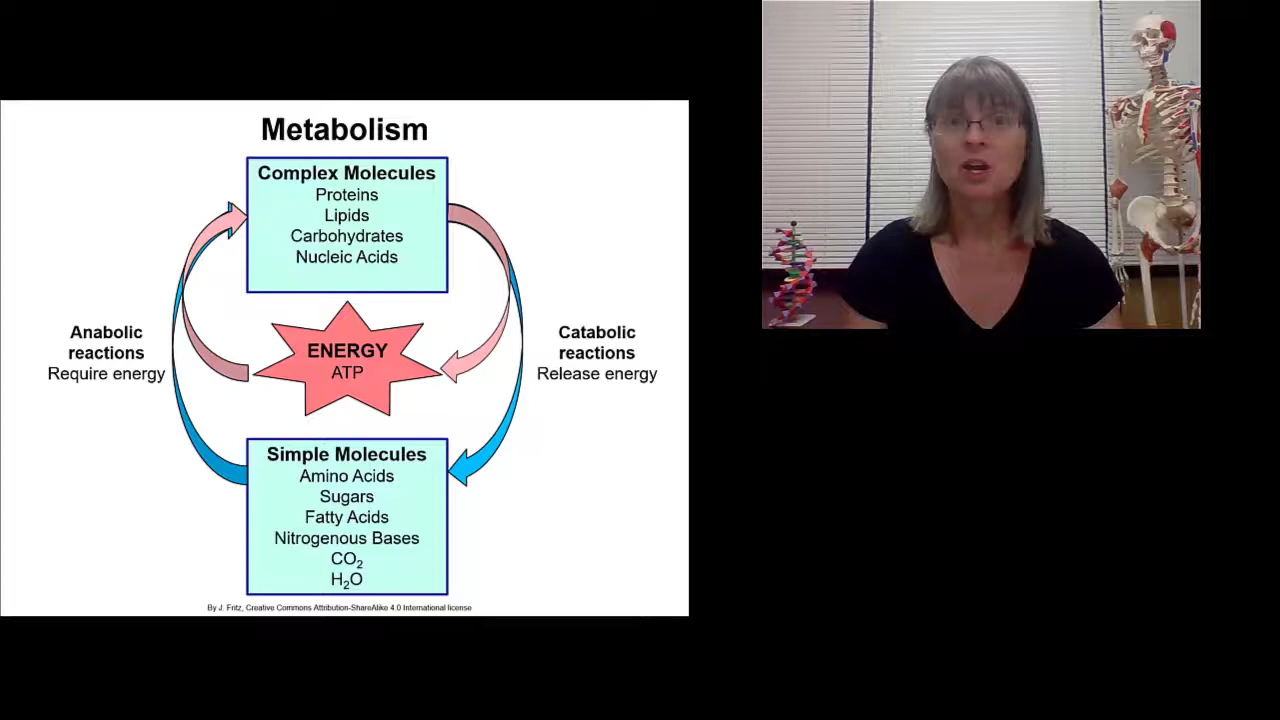 Metabolism
Complex Molecules
Proteins
Lipids
Carbohydrates
Nucleic Acids
Anabolic
reactions
Require energy
ENERGY
ATP
Catabolic
reactions
Release energy
Simple Molecules
Amino Acids
Sugars
Fatty Acids
Nitrogenous Bases
CO₂
H₂O
By J. Fritz, Creative Commons Attribution-ShareAlike 4.0 International license